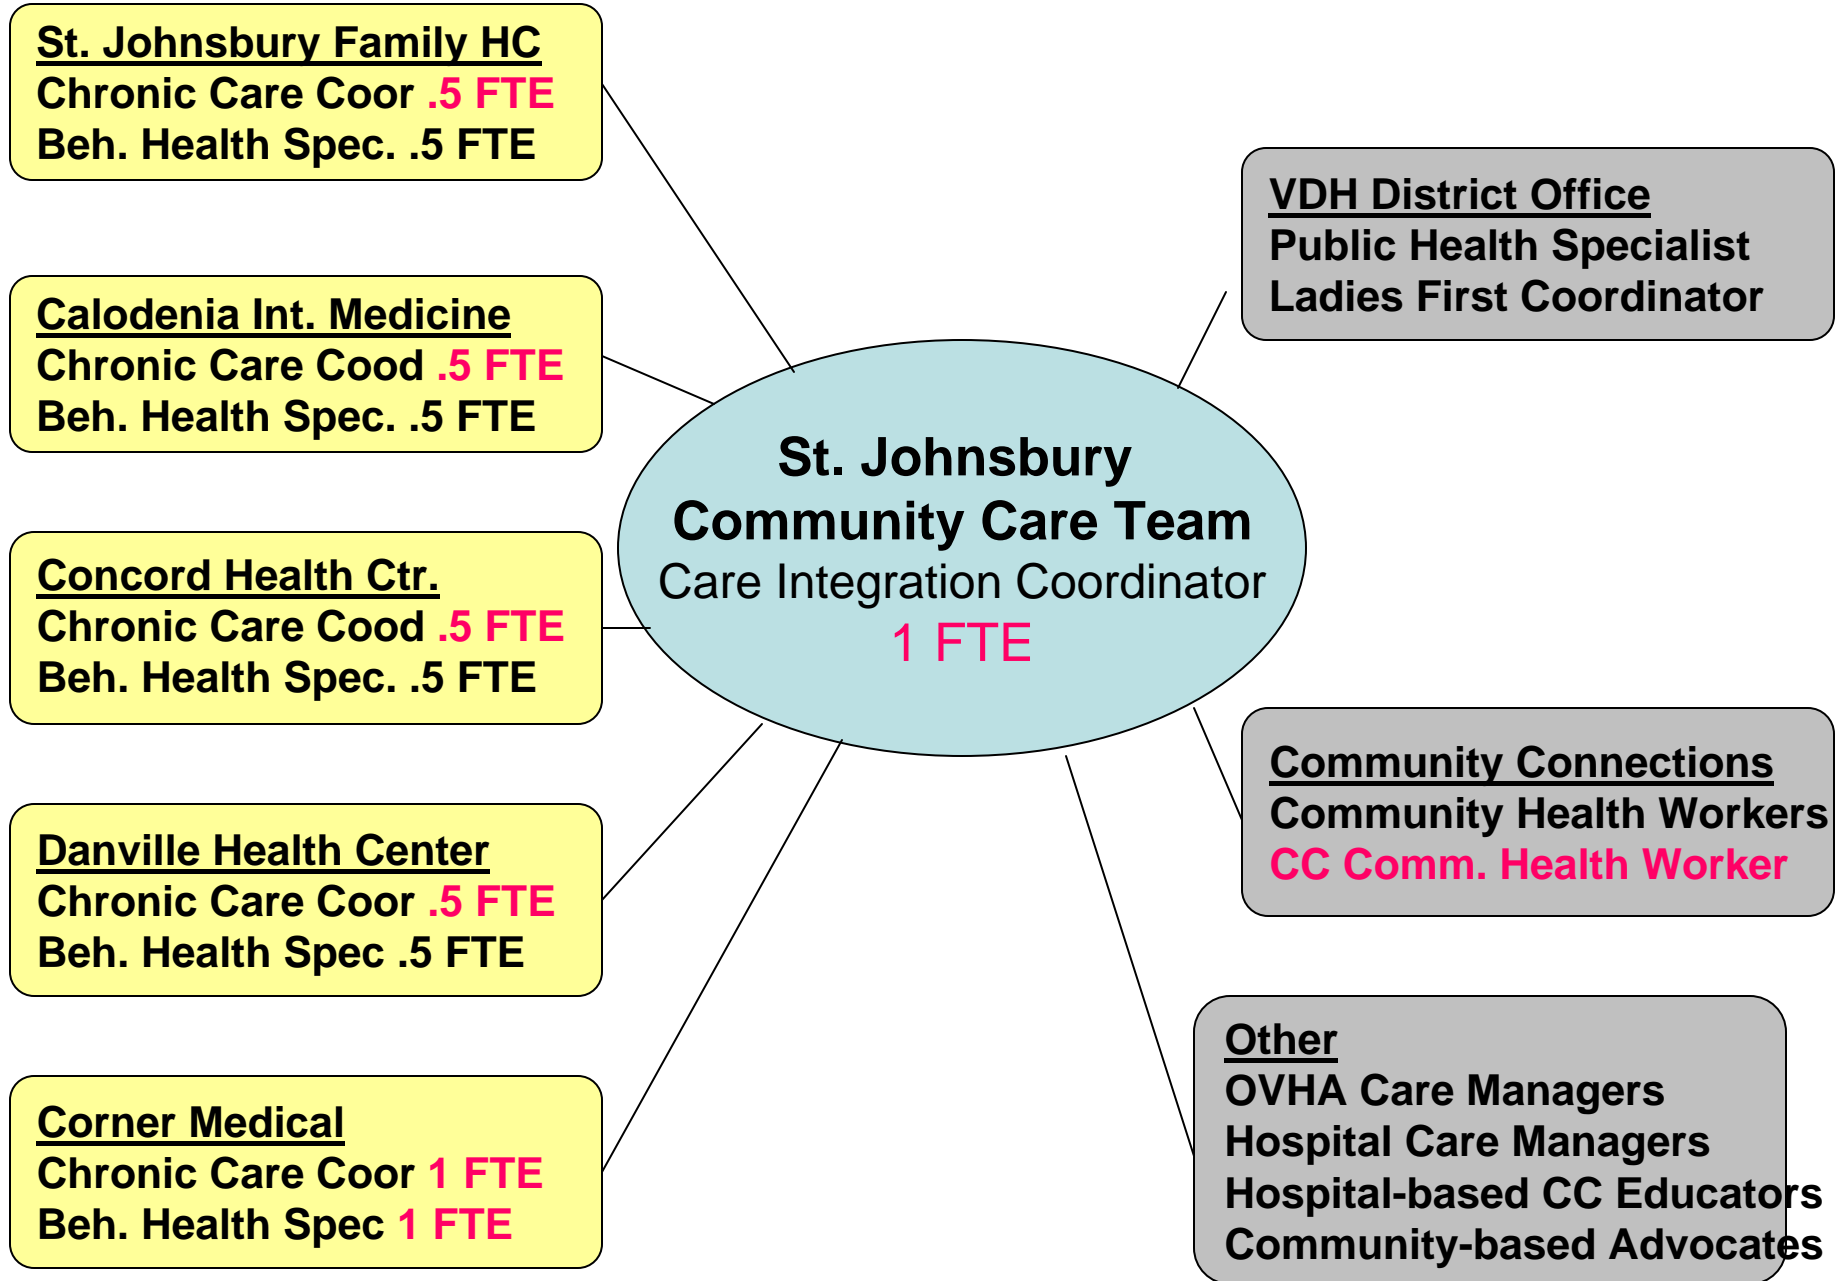 St. Johnsbury Family HC
Chronic Care Coor .5 FTE
Beh. Health Spec. .5 FTE
Calodenia Int. Medicine
Chronic Care Cood .5 FTE
Beh. Health Spec. .5 FTE
Concord Health Ctr.
Chronic Care Cood .5 FTE
Beh. Health Spec. .5 FTE
Danville Health Center
Chronic Care Coor .5 FTE
Beh. Health Spec .5 FTE
Corner Medical
Chronic Care Coor 1 FTE
Beh. Health Spec 1 FTE
St. Johnsbury
Community Care Team
Care Integration Coordinator
1 FTE
VDH District Office
Public Health Specialist
Ladies First Coordinator
Community Connections
Community Health Workers
CC Comm. Health Worker
Other
OVHA Care Managers
Hospital Care Managers
Hospital-based CC Educators
Community-based Advocates